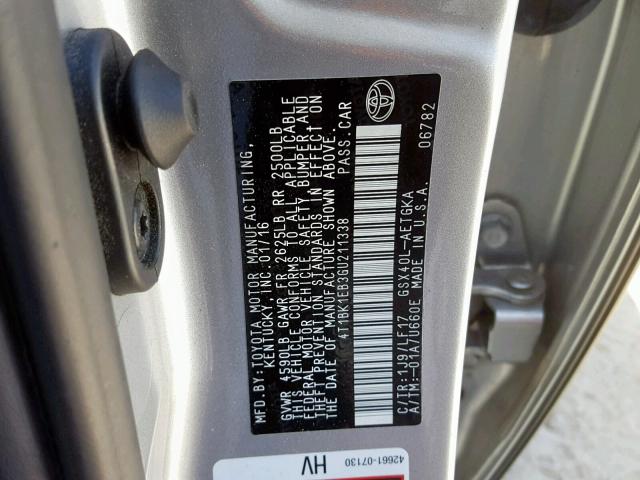 MFD.BY:TOYOTA MOTOR MANUFACTURING,
KENTUCKY, INC. 01/16
GVWR 4590LB GAWR FR 2625LB RR 2500LB
THIS VEHICLE CONFORMS TO ALL APPLICABLE
FEDERAL MOTOR VEHICLE SAFETY, BUMPER, AND
THEFT PREVENTION STANDARDS IN EFFECT ON
THE DATE OF MANUFACTURE SHOWN ABOVE.
4T1BK1EB3GU211338 PASS. CAR
C/TR:1J9/LF17 GSX40L-AETGKA
A/TM:-01A/U660E MADE IN U.S.A.
06782
42661-07130
HV